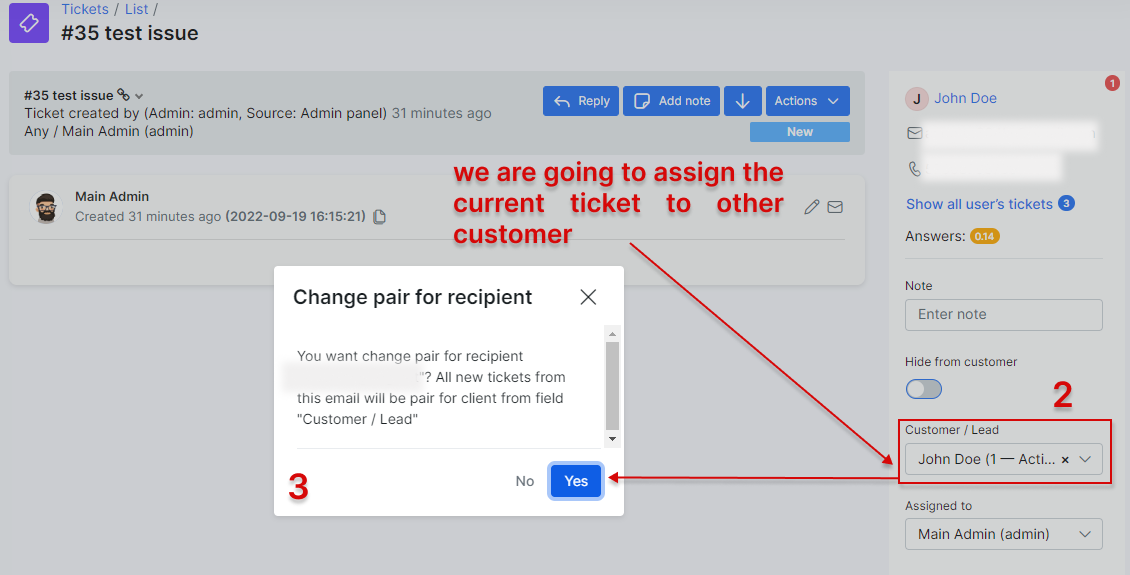 Tickets / List /
#35 test issue
#35 test issue
Ticket created by (Admin: admin, Source: Admin panel) 31 minutes ago
Any / Main Admin (admin)
Reply
Add note
Actions
New
1
J John Doe
Show all user's tickets 3
Answers: 0.14
Main Admin
Created 31 minutes ago (2022-09-19 16:15:21)
we are going to assign the
current ticket to other
customer
Note
Enter note
Hide from customer
2
Customer / Lead
John Doe (1 — Acti... ×
Assigned to
Main Admin (admin)
Change pair for recipient
You want change pair for recipient
"? All new tickets from
this email will be pair for client from field
"Customer / Lead"
3
No
Yes